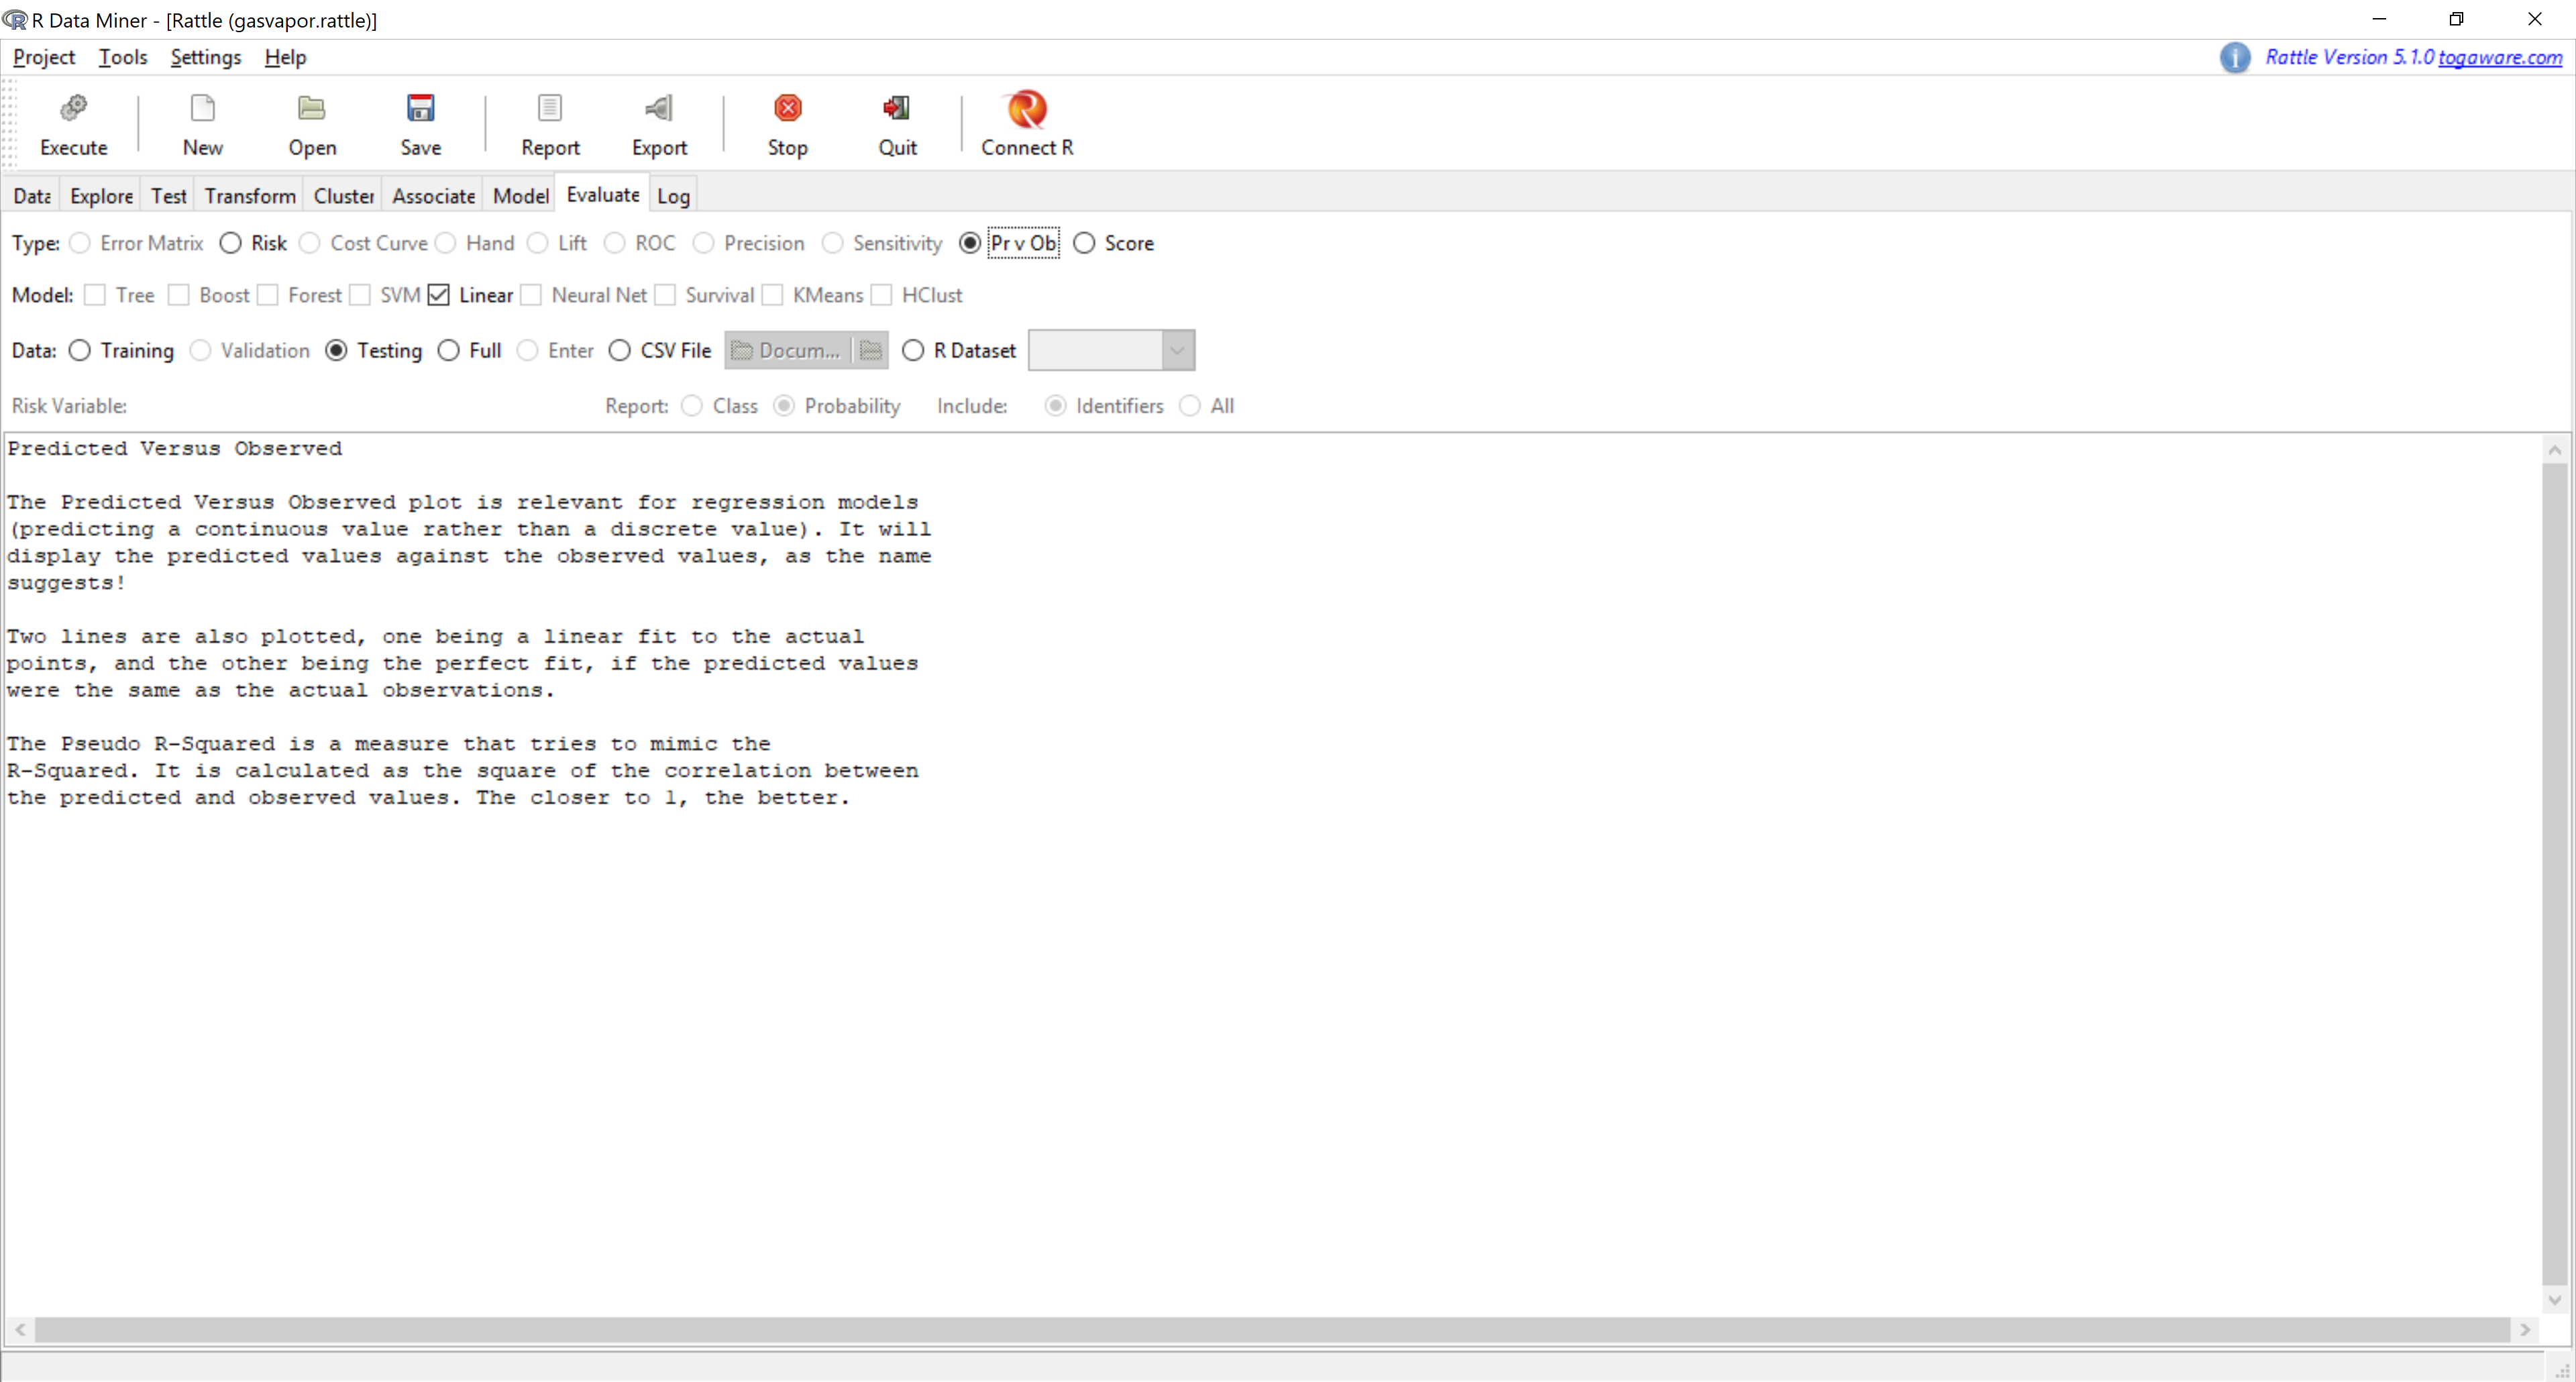 R Data Miner - [Rattle (gasvapor.rattle)]
Project Tools Settings Help
Rattle Version 5.1.0 togaware.com
Execute New Open Save Report Export Stop Quit Connect R
Data Explore Test Transform Cluster Associate Model Evaluate Log
Type: Error Matrix Risk Cost Curve Hand Lift ROC Precision Sensitivity Pr v Ob Score
Model: Tree Boost Forest SVM Linear Neural Net Survival KMeans HClust
Data: Training Validation Testing Full Enter CSV File Docum... R Dataset
Risk Variable: Report: Class Probability Include: Identifiers All
Predicted Versus Observed
The Predicted Versus Observed plot is relevant for regression models
(predicting a continuous value rather than a discrete value). It will
display the predicted values against the observed values, as the name
suggests!
Two lines are also plotted, one being a linear fit to the actual
points, and the other being the perfect fit, if the predicted values
were the same as the actual observations.
The Pseudo R-Squared is a measure that tries to mimic the
R-Squared. It is calculated as the square of the correlation between
the predicted and observed values. The closer to 1, the better.